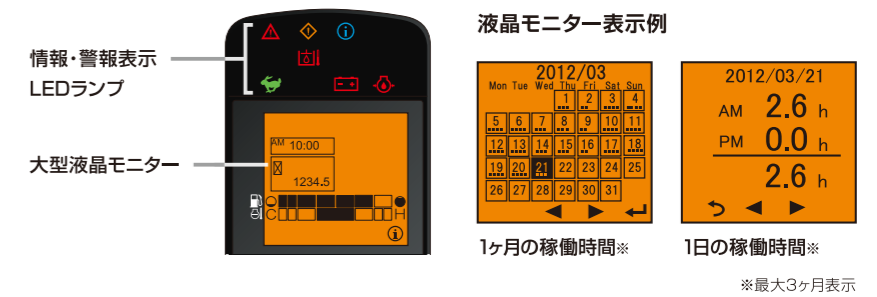 情報・警報表示
LEDランプ
大型液晶モニター
AM 10:00
1234.5
C H
液晶モニター表示例
2012/03
Mon Tue Wed Thu Fri Sat Sun
1 2 3 4
5 6 7 8 9 10 11
12 13 14 15 16 17 18
19 20 21 22 23 24 25
26 27 28 29 30 31
1ヶ月の稼働時間※
2012/03/21
AM 2.6 h
PM 0.0 h
2.6 h
1日の稼働時間※
※最大3ヶ月表示